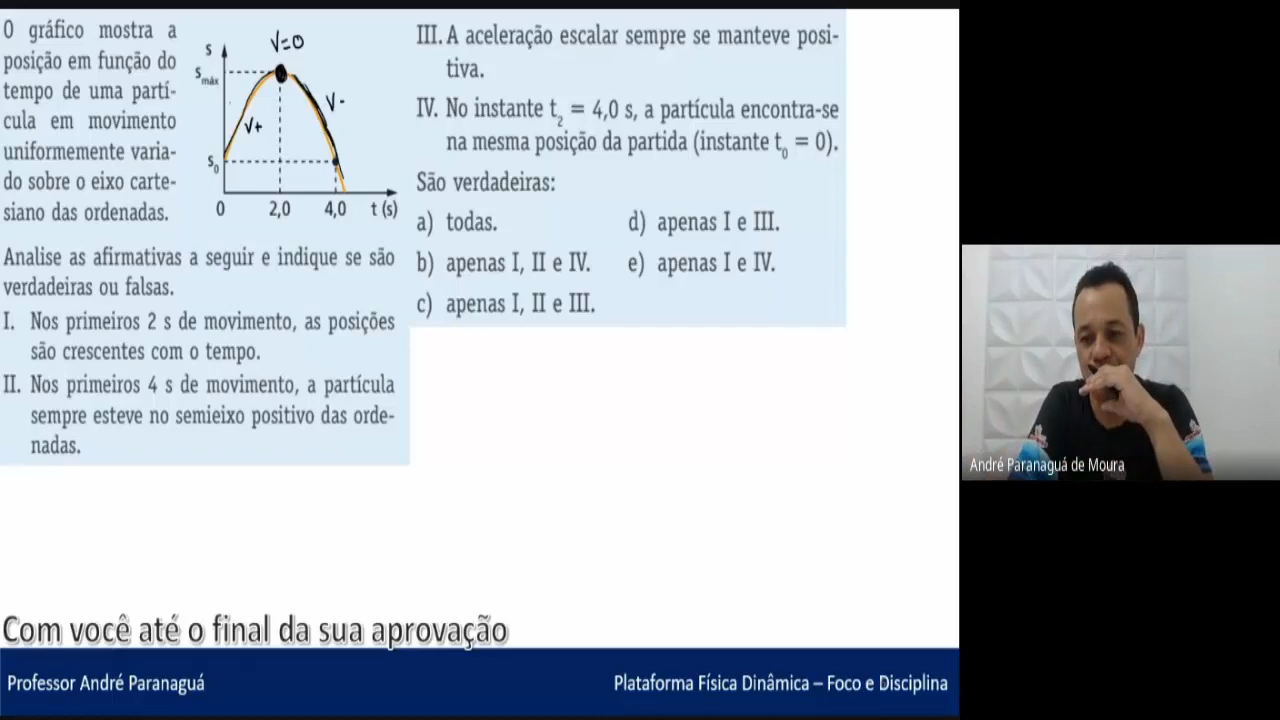 O gráfico mostra a
posição em função do
tempo de uma partí-
cula em movimento
uniformemente varia-
do sobre o eixo carte-
siano das ordenadas.
V=0
s
s máx
V+
V-
s0
0 2,0 4,0 t (s)
Analise as afirmativas a seguir e indique se são
verdadeiras ou falsas.
I. Nos primeiros 2 s de movimento, as posições
são crescentes com o tempo.
II. Nos primeiros 4 s de movimento, a partícula
sempre esteve no semieixo positivo das orde-
nadas.
III. A aceleração escalar sempre se manteve posi-
tiva.
IV. No instante t2 = 4,0 s, a partícula encontra-se
na mesma posição da partida (instante t0 = 0).
São verdadeiras:
a) todas.
b) apenas I, II e IV.
c) apenas I, II e III.
d) apenas I e III.
e) apenas I e IV.
André Paranaguá de Moura
Com você até o final da sua aprovação
Professor André Paranaguá
Plataforma Física Dinâmica – Foco e Disciplina